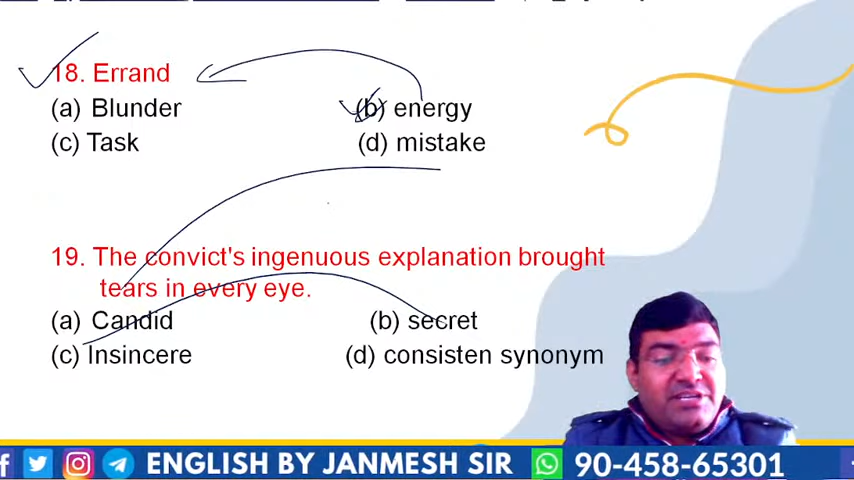 18. Errand
(a) Blunder (b) energy
(c) Task (d) mistake
19. The convict's ingenuous explanation brought
tears in every eye.
(a) Candid (b) secret
(c) Insincere (d) consisten synonym
ENGLISH BY JANMESH SIR 90-458-65301